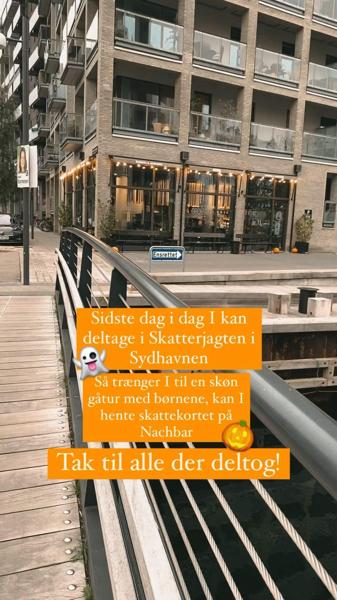 Ensrettet
Sidste dag i dag I kan
deltage i Skatterjagten i
Sydhavnen
Så trænger I til en skøn
gåtur med børnene, kan I
hente skattekortet på
Nachbar
Tak til alle der deltog!